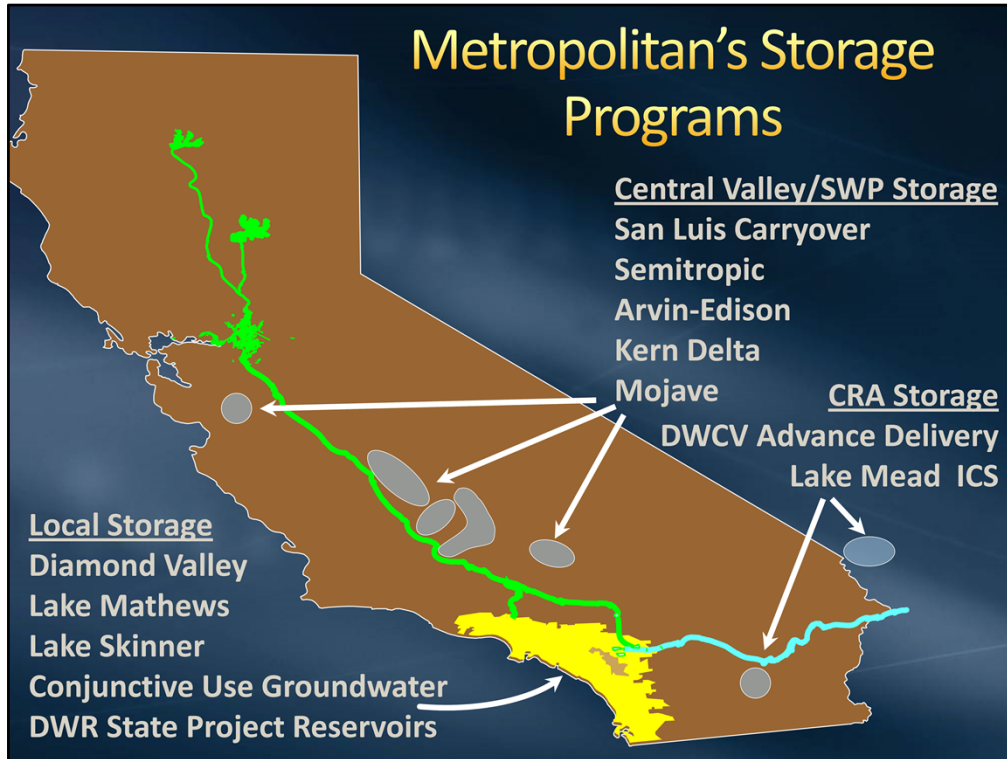 Metropolitan's Storage
Programs
Central Valley/SWP Storage
San Luis Carryover
Semitropic
Arvin-Edison
Kern Delta
Mojave
CRA Storage
DWCV Advance Delivery
Lake Mead ICS
Local Storage
Diamond Valley
Lake Mathews
Lake Skinner
Conjunctive Use Groundwater
DWR State Project Reservoirs